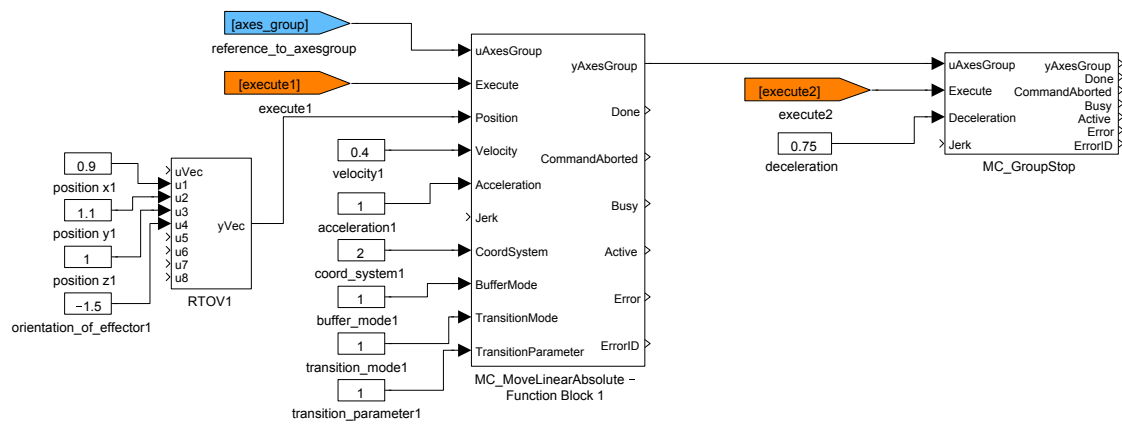 [axes_group]
reference_to_axesgroup
[execute1]
execute1
0.9
position x1
1.1
position y1
1
position z1
−1.5
orientation_of_effector1
uVec
u1
u2
u3
u4
u5
u6
u7
u8
yVec
RTOV1
0.4
velocity1
1
acceleration1
2
coord_system1
1
buffer_mode1
1
transition_mode1
1
transition_parameter1
uAxesGroup
Execute
Position
Velocity
Acceleration
Jerk
CoordSystem
BufferMode
TransitionMode
TransitionParameter
yAxesGroup
Done
CommandAborted
Busy
Active
Error
ErrorID
MC_MoveLinearAbsolute −
Function Block 1
[execute2]
execute2
0.75
deceleration
uAxesGroup
Execute
Deceleration
Jerk
yAxesGroup
Done
CommandAborted
Busy
Active
Error
ErrorID
MC_GroupStop